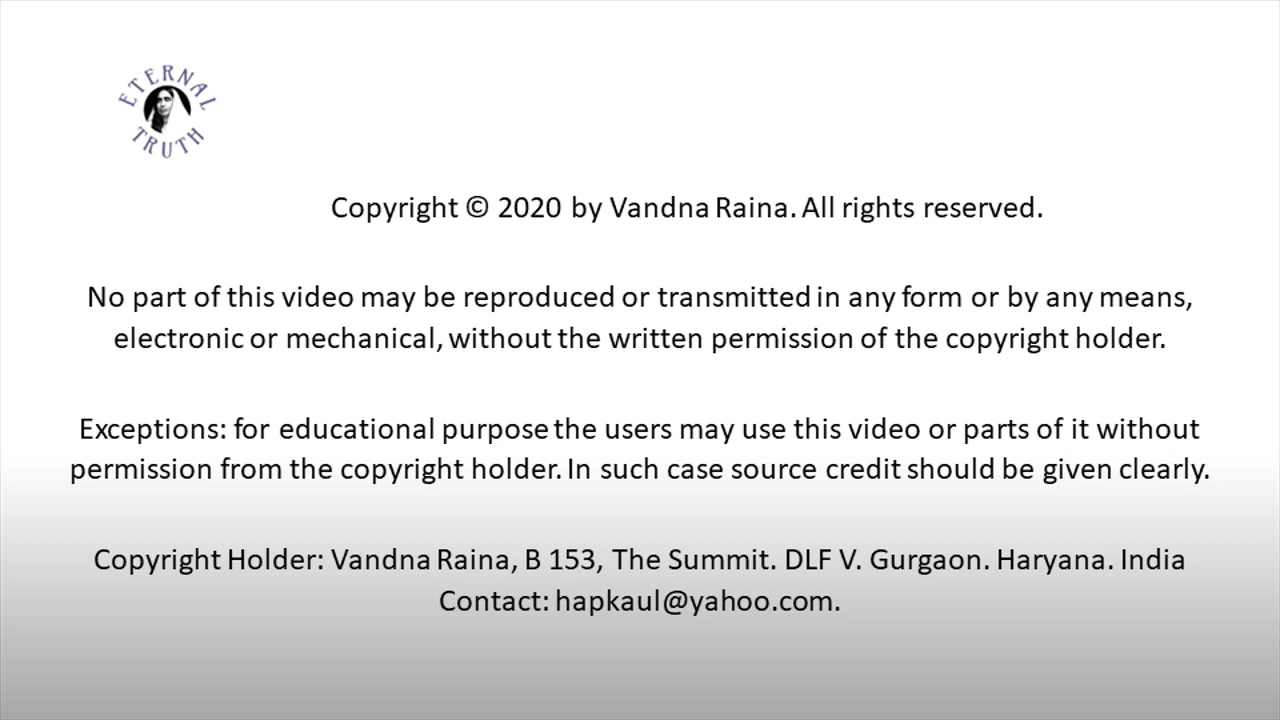 ETERNAL
TRUTH
Copyright © 2020 by Vandna Raina. All rights reserved.
No part of this video may be reproduced or transmitted in any form or by any means,
electronic or mechanical, without the written permission of the copyright holder.
Exceptions: for educational purpose the users may use this video or parts of it without
permission from the copyright holder. In such case source credit should be given clearly.
Copyright Holder: Vandna Raina, B 153, The Summit. DLF V. Gurgaon. Haryana. India
Contact: hapkaul@yahoo.com.